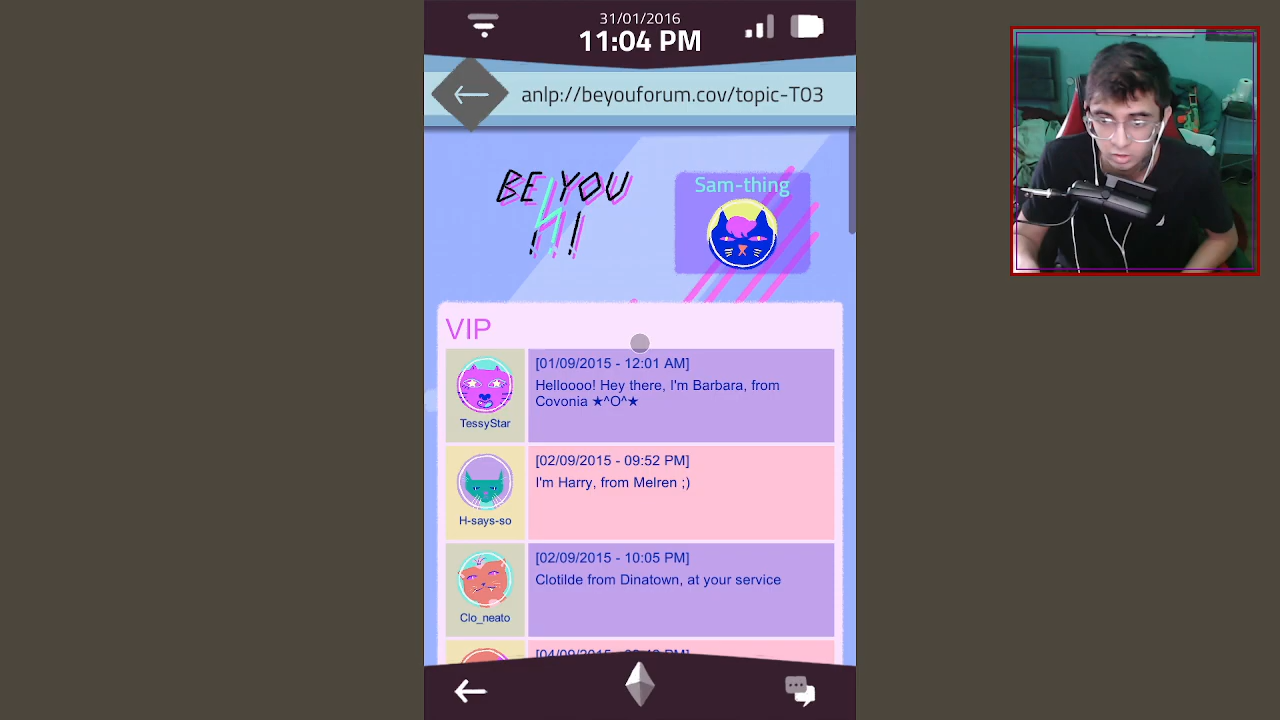 31/01/2016
11:04 PM
anlp://beyouforum.cov/topic-T03
BE YOU
HI
Sam-thing
VIP
[01/09/2015 - 12:01 AM]
Helloooo! Hey there, I'm Barbara, from
Covonia ★^O^★
TessyStar
[02/09/2015 - 09:52 PM]
I'm Harry, from Melren ;)
H-says-so
[02/09/2015 - 10:05 PM]
Clotilde from Dinatown, at your service
Clo_neato